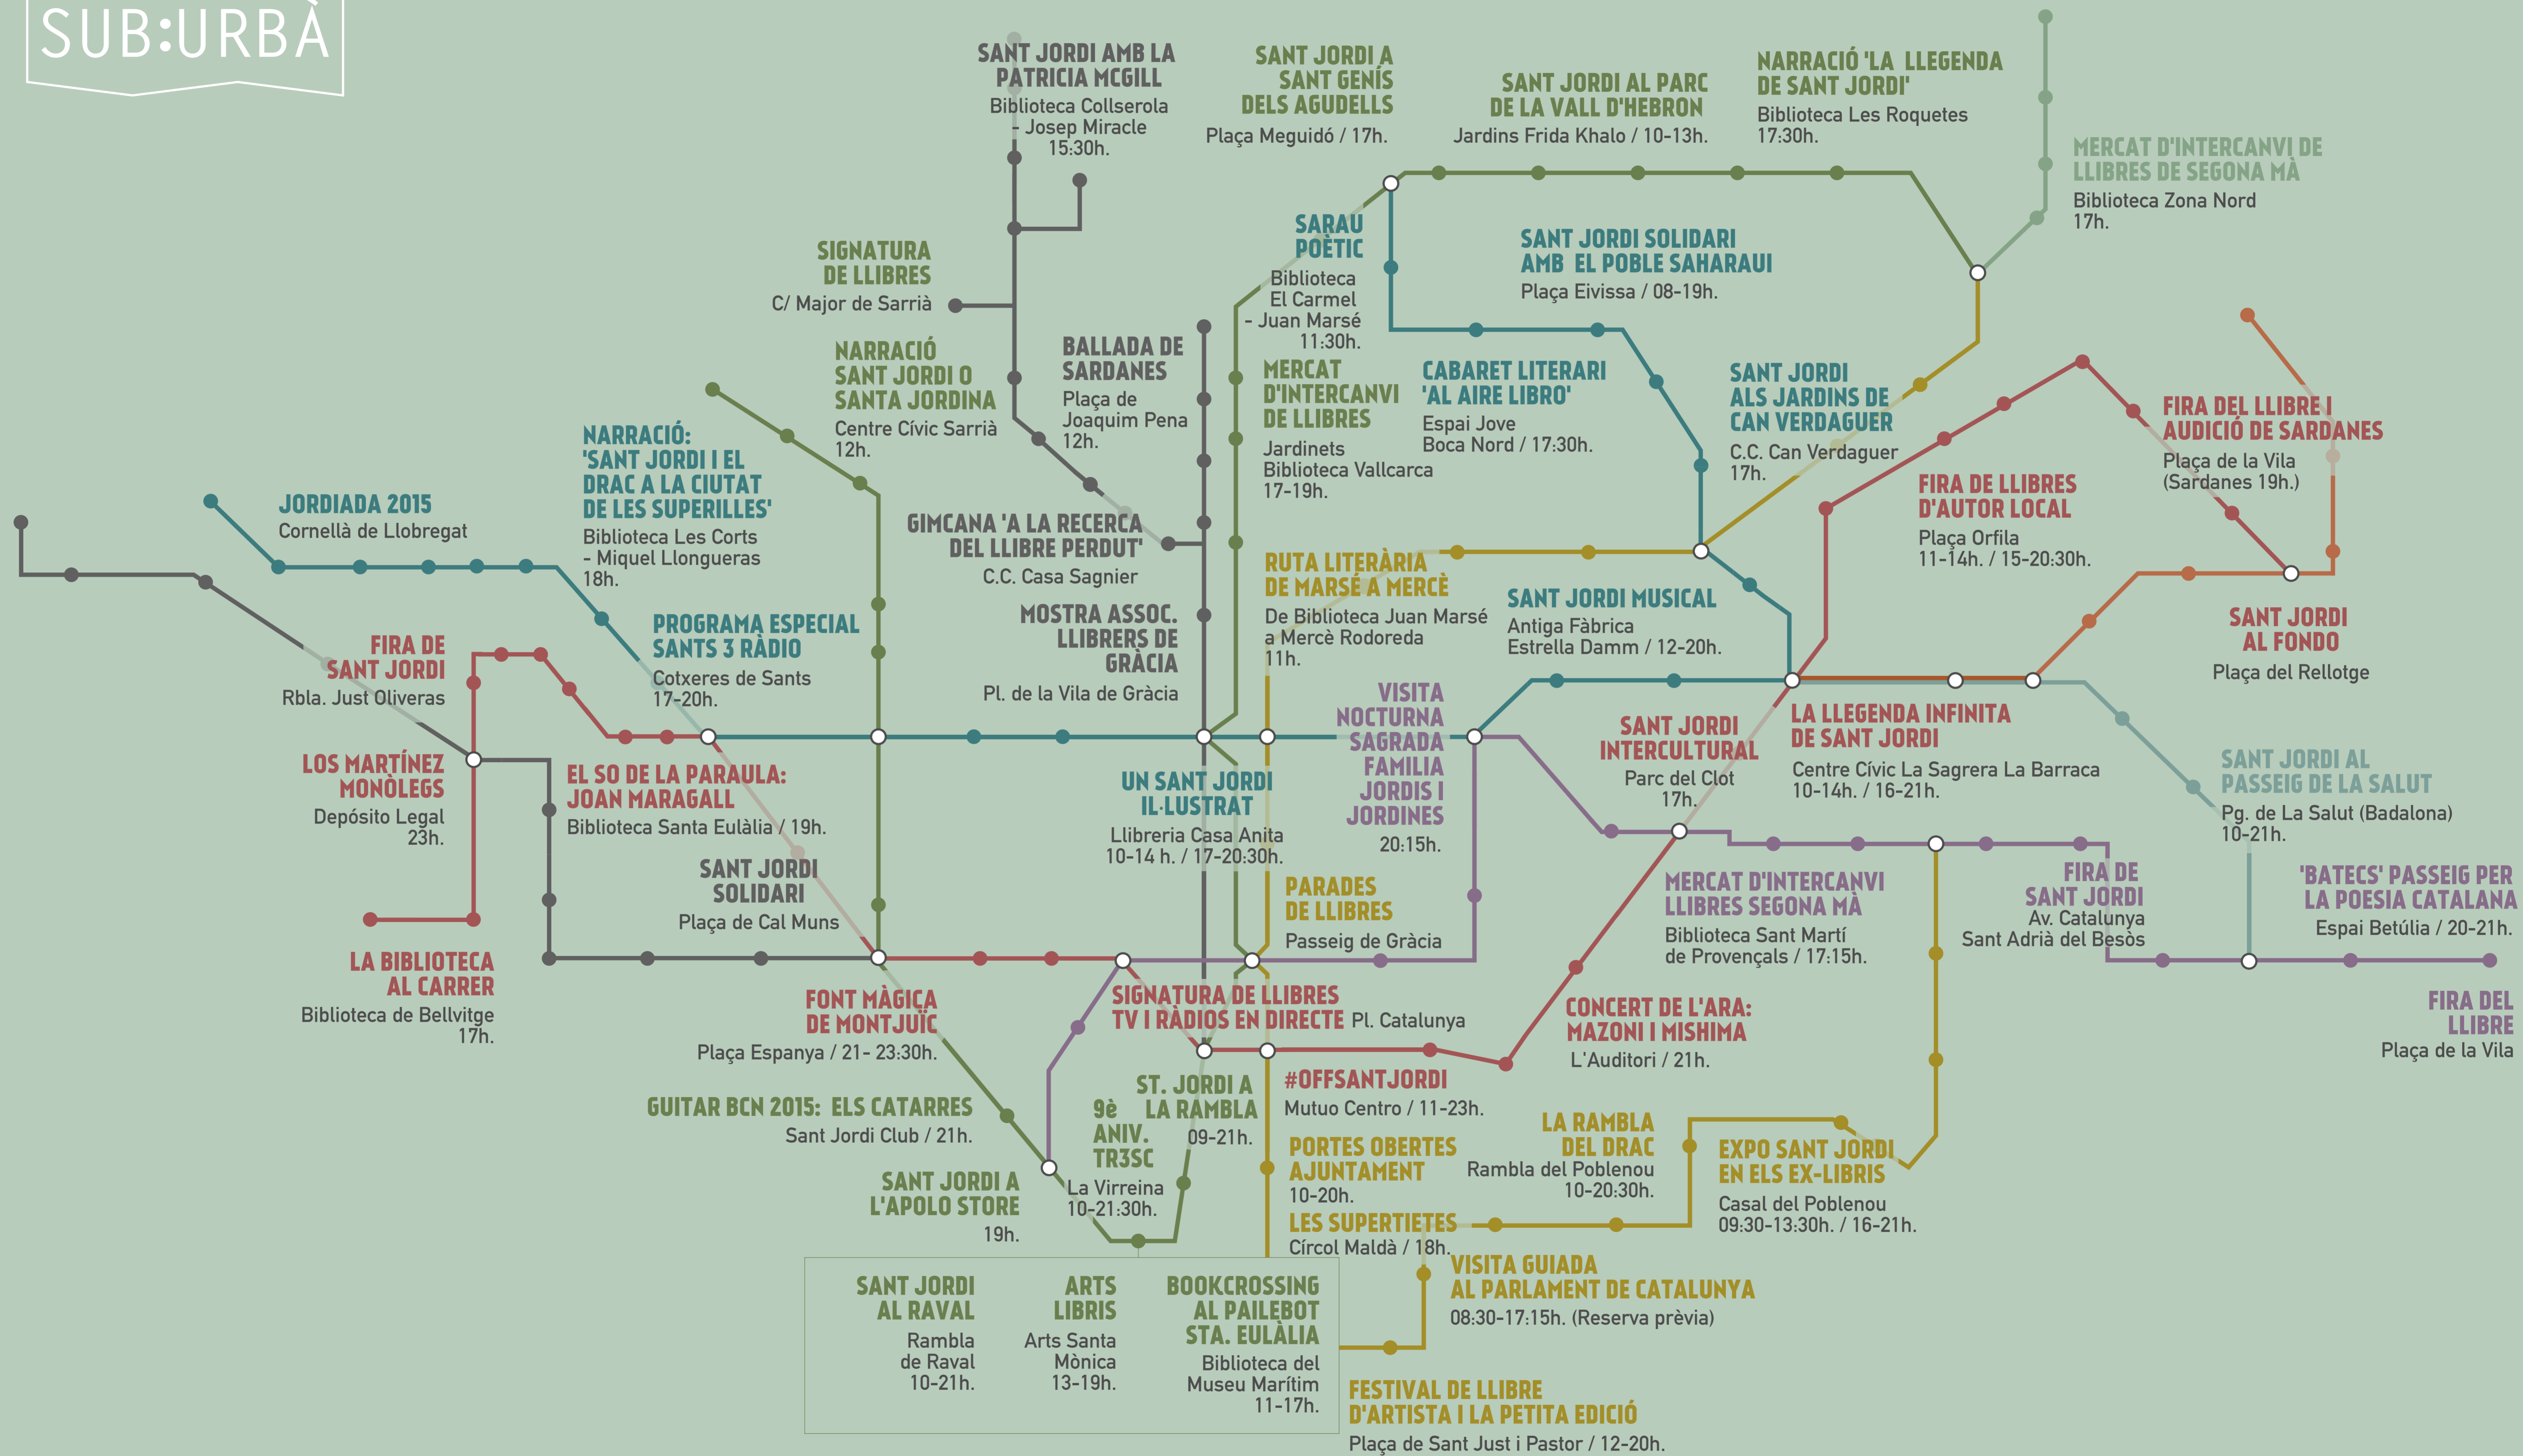 SUB:URBÀ
SANT JORDI AMB LA
PATRICIA MCGILL
Biblioteca Collserola
- Josep Miracle
15:30h.
SANT JORDI A
SANT GENÍS
DELS AGUDELLS
Plaça Meguidó / 17h.
SANT JORDI AL PARC
DE LA VALL D'HEBRON
Jardins Frida Khalo / 10-13h.
NARRACIÓ 'LA LLEGENDA
DE SANT JORDI'
Biblioteca Les Roquetes
17:30h.
MERCAT D'INTERCANVI DE
LLIBRES DE SEGONA MÀ
Biblioteca Zona Nord
17h.
SIGNATURA
DE LLIBRES
C/ Major de Sarrià
SARAU
POÈTIC
Biblioteca
El Carmel
- Juan Marsé
11:30h.
SANT JORDI SOLIDARI
AMB EL POBLE SAHARAUI
Plaça Eivissa / 08-19h.
NARRACIÓ
SANT JORDI O
SANTA JORDINA
Centre Cívic Sarrià
12h.
BALLADA DE
SARDANES
Plaça de
Joaquim Pena
12h.
MERCAT
D'INTERCANVI
DE LLIBRES
Jardinets
Biblioteca Vallcarca
17-19h.
CABARET LITERARI
'AL AIRE LIBRO'
Espai Jove
Boca Nord / 17:30h.
SANT JORDI
ALS JARDINS DE
CAN VERDAGUER
C.C. Can Verdaguer
17h.
FIRA DEL LLIBRE I
AUDICIÓ DE SARDANES
Plaça de la Vila
(Sardanes 19h.)
FIRA DE LLIBRES
D'AUTOR LOCAL
Plaça Orfila
11-14h. / 15-20:30h.
JORDIADA 2015
Cornellà de Llobregat
NARRACIÓ:
'SANT JORDI I EL
DRAC A LA CIUTAT
DE LES SUPERILLES'
Biblioteca Les Corts
- Miquel Llongueras
18h.
GIMCANA 'A LA RECERCA
DEL LLIBRE PERDUT'
C.C. Casa Sagnier
RUTA LITERÀRIA
DE MARSÉ A MERCÈ
De Biblioteca Juan Marsé
a Mercè Rodoreda
11h.
SANT JORDI MUSICAL
Antiga Fàbrica
Estrella Damm / 12-20h.
SANT JORDI
AL FONDO
Plaça del Rellotge
FIRA DE
SANT JORDI
Rbla. Just Oliveras
PROGRAMA ESPECIAL
SANTS 3 RÀDIO
Cotxeres de Sants
17-20h.
MOSTRA ASSOC.
LLIBRERS DE
GRÀCIA
Pl. de la Vila de Gràcia
VISITA
NOCTURNA
SAGRADA
FAMILIA
JORDIS I
JORDINES
20:15h.
SANT JORDI
INTERCULTURAL
Parc del Clot
17h.
LA LLEGENDA INFINITA
DE SANT JORDI
Centre Cívic La Sagrera La Barraca
10-14h. / 16-21h.
SANT JORDI AL
PASSEIG DE LA SALUT
Pg. de La Salut (Badalona)
10-21h.
LOS MARTÍNEZ
MONÒLEGS
Depósito Legal
23h.
EL SO DE LA PARAULA:
JOAN MARAGALL
Biblioteca Santa Eulàlia / 19h.
UN SANT JORDI
IL·LUSTRAT
Llibreria Casa Anita
10-14 h. / 17-20:30h.
SANT JORDI
SOLIDARI
Plaça de Cal Muns
PARADES
DE LLIBRES
Passeig de Gràcia
MERCAT D'INTERCANVI
LLIBRES SEGONA MÀ
Biblioteca Sant Martí
de Provençals / 17:15h.
FIRA DE
SANT JORDI
Av. Catalunya
Sant Adrià del Besòs
'BATECS' PASSEIG PER
LA POESIA CATALANA
Espai Betúlia / 20-21h.
LA BIBLIOTECA
AL CARRER
Biblioteca de Bellvitge
17h.
FONT MÀGICA
DE MONTJUÏC
Plaça Espanya / 21- 23:30h.
SIGNATURA DE LLIBRES
TV I RÀDIOS EN DIRECTE Pl. Catalunya
CONCERT DE L'ARA:
MAZONI I MISHIMA
L'Auditori / 21h.
FIRA DEL
LLIBRE
Plaça de la Vila
GUITAR BCN 2015: ELS CATARRES
Sant Jordi Club / 21h.
ST. JORDI A
LA RAMBLA
09-21h.
9è
ANIV.
TR3SC
La Virreina
10-21:30h.
#OFFSANTJORDI
Mutuo Centro / 11-23h.
PORTES OBERTES
AJUNTAMENT
10-20h.
LA RAMBLA
DEL DRAC
Rambla del Poblenou
10-20:30h.
EXPO SANT JORDI
EN ELS EX-LIBRIS
Casal del Poblenou
09:30-13:30h. / 16-21h.
SANT JORDI A
L'APOLO STORE
19h.
LES SUPERTIETES
Círcol Maldà / 18h.
VISITA GUIADA
AL PARLAMENT DE CATALUNYA
08:30-17:15h. (Reserva prèvia)
SANT JORDI
AL RAVAL
Rambla
de Raval
10-21h.
ARTS
LIBRIS
Arts Santa
Mònica
13-19h.
BOOKCROSSING
AL PAILEBOT
STA. EULÀLIA
Biblioteca del
Museu Marítim
11-17h.
FESTIVAL DE LLIBRE
D'ARTISTA I LA PETITA EDICIÓ
Plaça de Sant Just i Pastor / 12-20h.